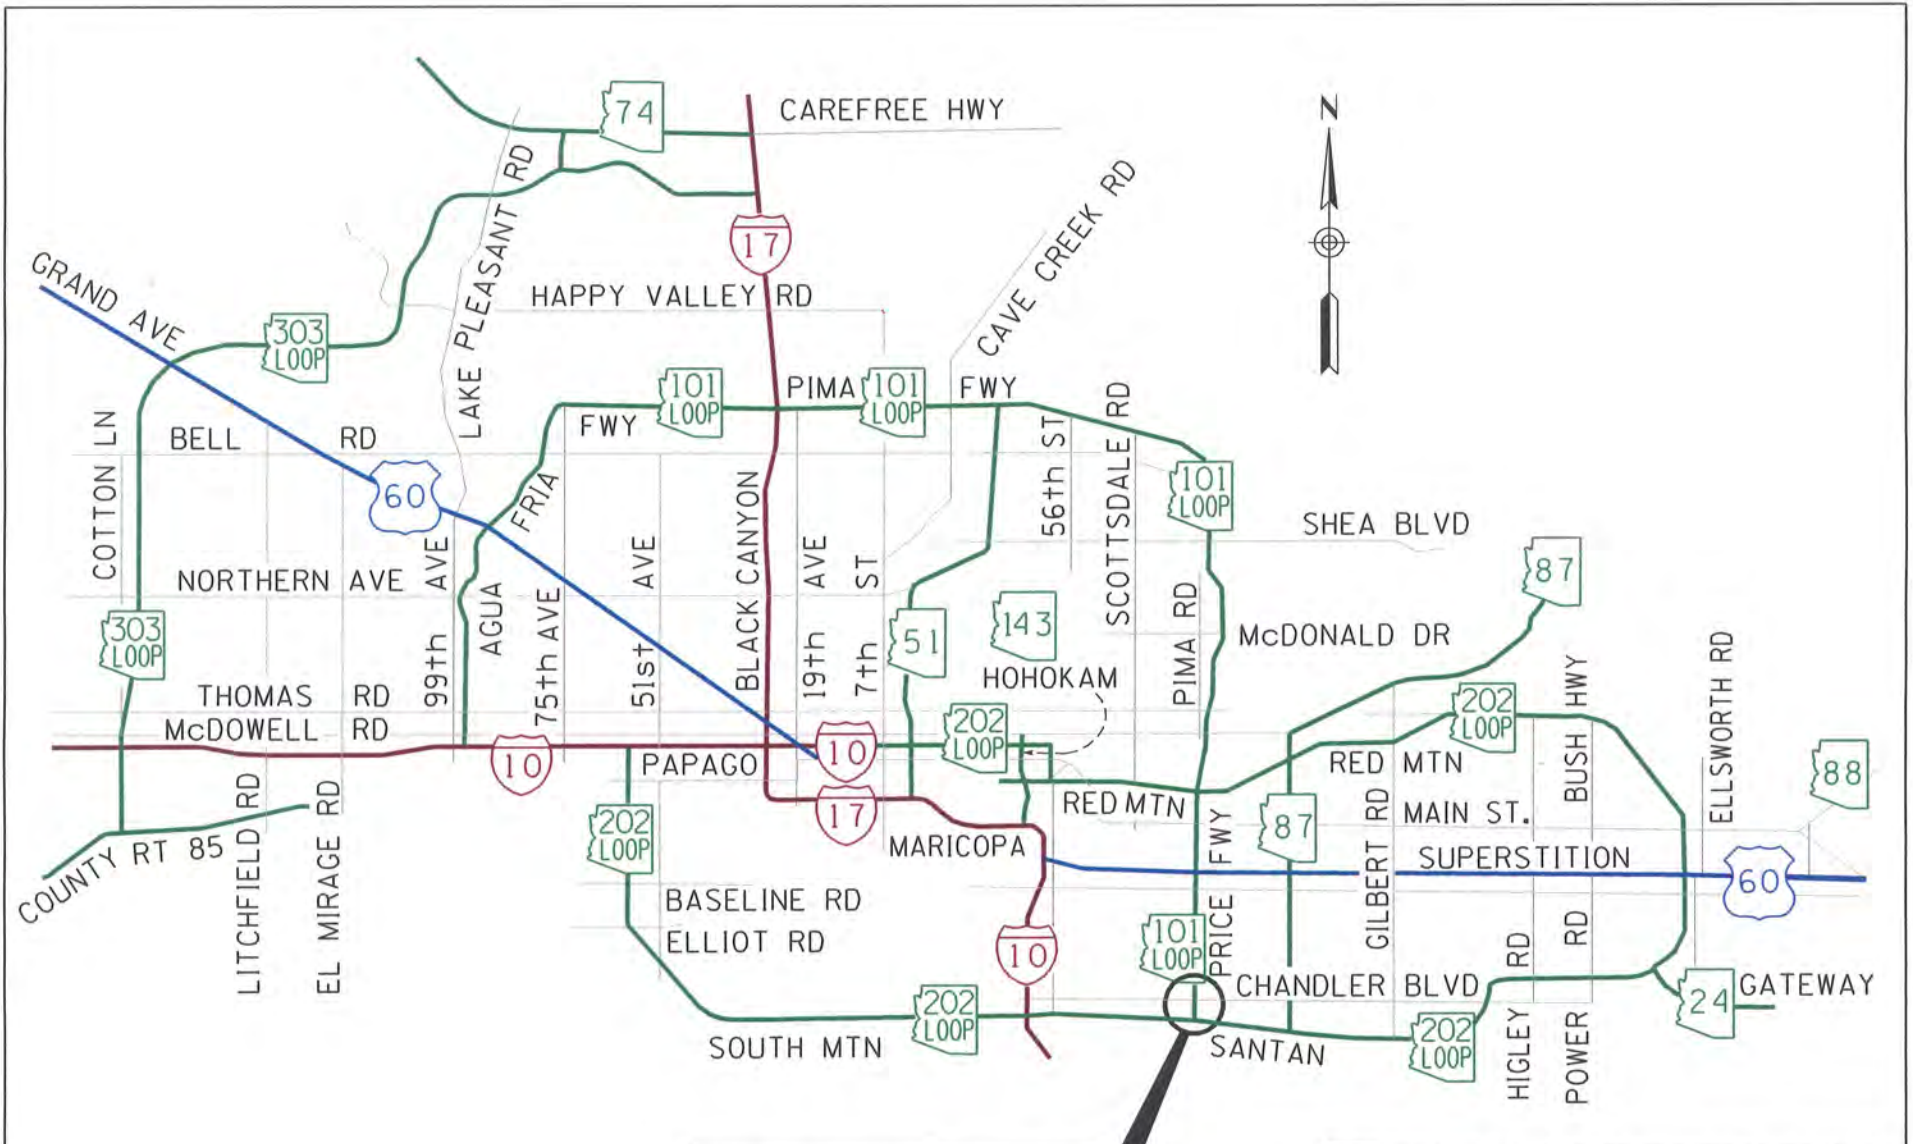 74
CAREFREE HWY
N
LAKE PLEASANT RD
17
CAVE CREEK RD
GRAND AVE
HAPPY VALLEY RD
303
LOOP
101
LOOP
PIMA
101
LOOP
FWY
FWY
BELL RD
COTTON LN
60
FRIA
BLACK CANYON
56th ST
SCOTTSDALE RD
101
LOOP
SHEA BLVD
NORTHERN AVE
99th AVE
AGUA
75th AVE
51st AVE
19th AVE
7th ST
87
303
LOOP
51
143
PIMA RD
McDONALD DR
HOHOKAM
THOMAS RD
McDOWELL RD
202
LOOP
202
LOOP
BUSH HWY
ELLSWORTH RD
10
PAPAGO
10
RED MTN
88
LITCHFIELD RD
EL MIRAGE RD
17
RED MTN
GILBERT RD
MAIN ST.
202
LOOP
MARICOPA
PRICE FWY
87
SUPERSTITION
60
COUNTY RT 85
BASELINE RD
ELLIOT RD
10
101
LOOP
CHANDLER BLVD
HIGLEY RD
POWER RD
24
GATEWAY
202
LOOP
SOUTH MTN
SANTAN
202
LOOP